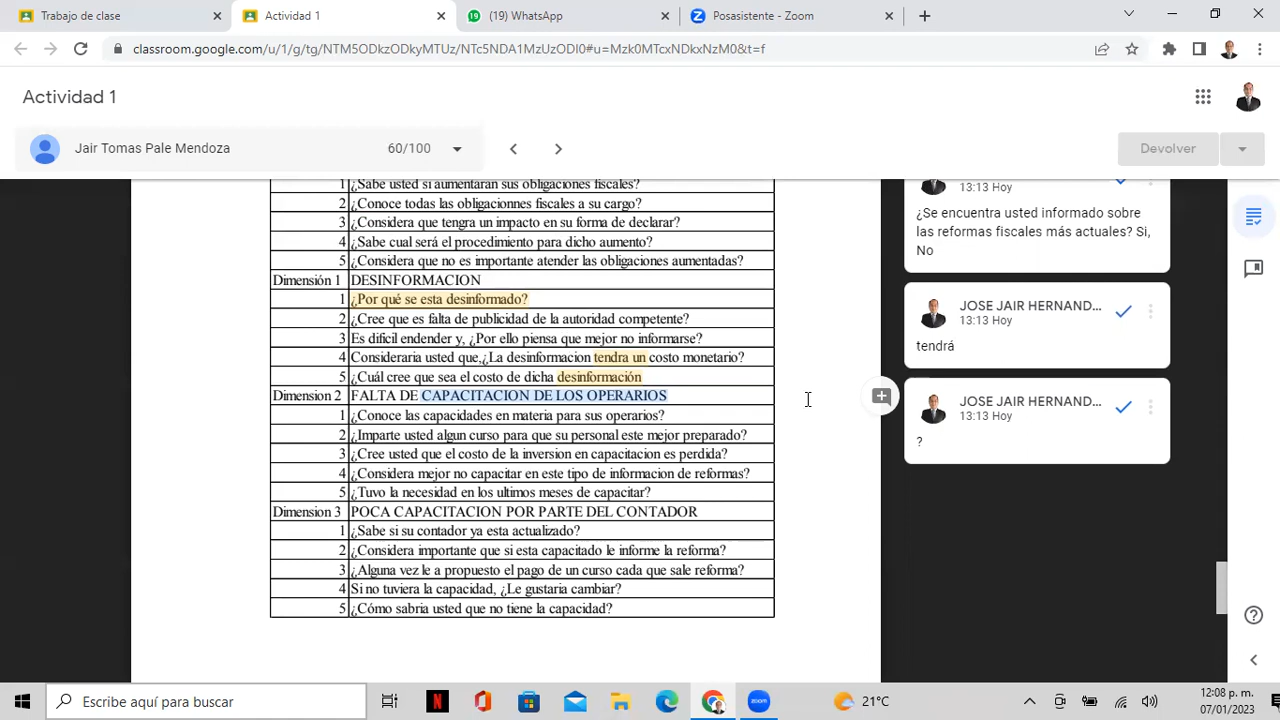 Trabajo de clase
Actividad 1
(19) WhatsApp
Posasistente - Zoom
classroom.google.com/u/1/g/tg/NTM5ODkzODkyMTUz/NTc5NDA1MzUzODI0#u=Mzk0MTcxNDkxNzM0&t=f
Actividad 1
Jair Tomas Pale Mendoza
60/100
Devolver
1 ¿Sabe usted si aumentaran sus obligaciones fiscales?
2 ¿Conoce todas las obligacionnes fiscales a su cargo?
3 ¿Considera que tengra un impacto en su forma de declarar?
4 ¿Sabe cual será el procedimiento para dicho aumento?
5 ¿Considera que no es importante atender las obligaciones aumentadas?
Dimensión 1 DESINFORMACION
1 ¿Por qué se esta desinformado?
2 ¿Cree que es falta de publicidad de la autoridad competente?
3 Es dificil endender y, ¿Por ello piensa que mejor no informarse?
4 Consideraria usted que,¿La desinformacion tendra un costo monetario?
5 ¿Cuál cree que sea el costo de dicha desinformación
Dimension 2 FALTA DE CAPACITACION DE LOS OPERARIOS
1 ¿Conoce las capacidades en materia para sus operarios?
2 ¿Imparte usted algun curso para que su personal este mejor preparado?
3 ¿Cree usted que el costo de la inversion en capacitacion es perdida?
4 ¿Considera mejor no capacitar en este tipo de informacion de reformas?
5 ¿Tuvo la necesidad en los ultimos meses de capacitar?
Dimension 3 POCA CAPACITACION POR PARTE DEL CONTADOR
1 ¿Sabe si su contador ya esta actualizado?
2 ¿Considera importante que si esta capacitado le informe la reforma?
3 ¿Alguna vez le a propuesto el pago de un curso cada que sale reforma?
4 Si no tuviera la capacidad, ¿Le gustaria cambiar?
5 ¿Cómo sabria usted que no tiene la capacidad?
13:13 Hoy
¿Se encuentra usted informado sobre
las reformas fiscales más actuales? Si,
No
JOSE JAIR HERNAND...
13:13 Hoy
tendrá
JOSE JAIR HERNAND...
13:13 Hoy
?
Escribe aquí para buscar
21°C
12:08 p. m.
07/01/2023